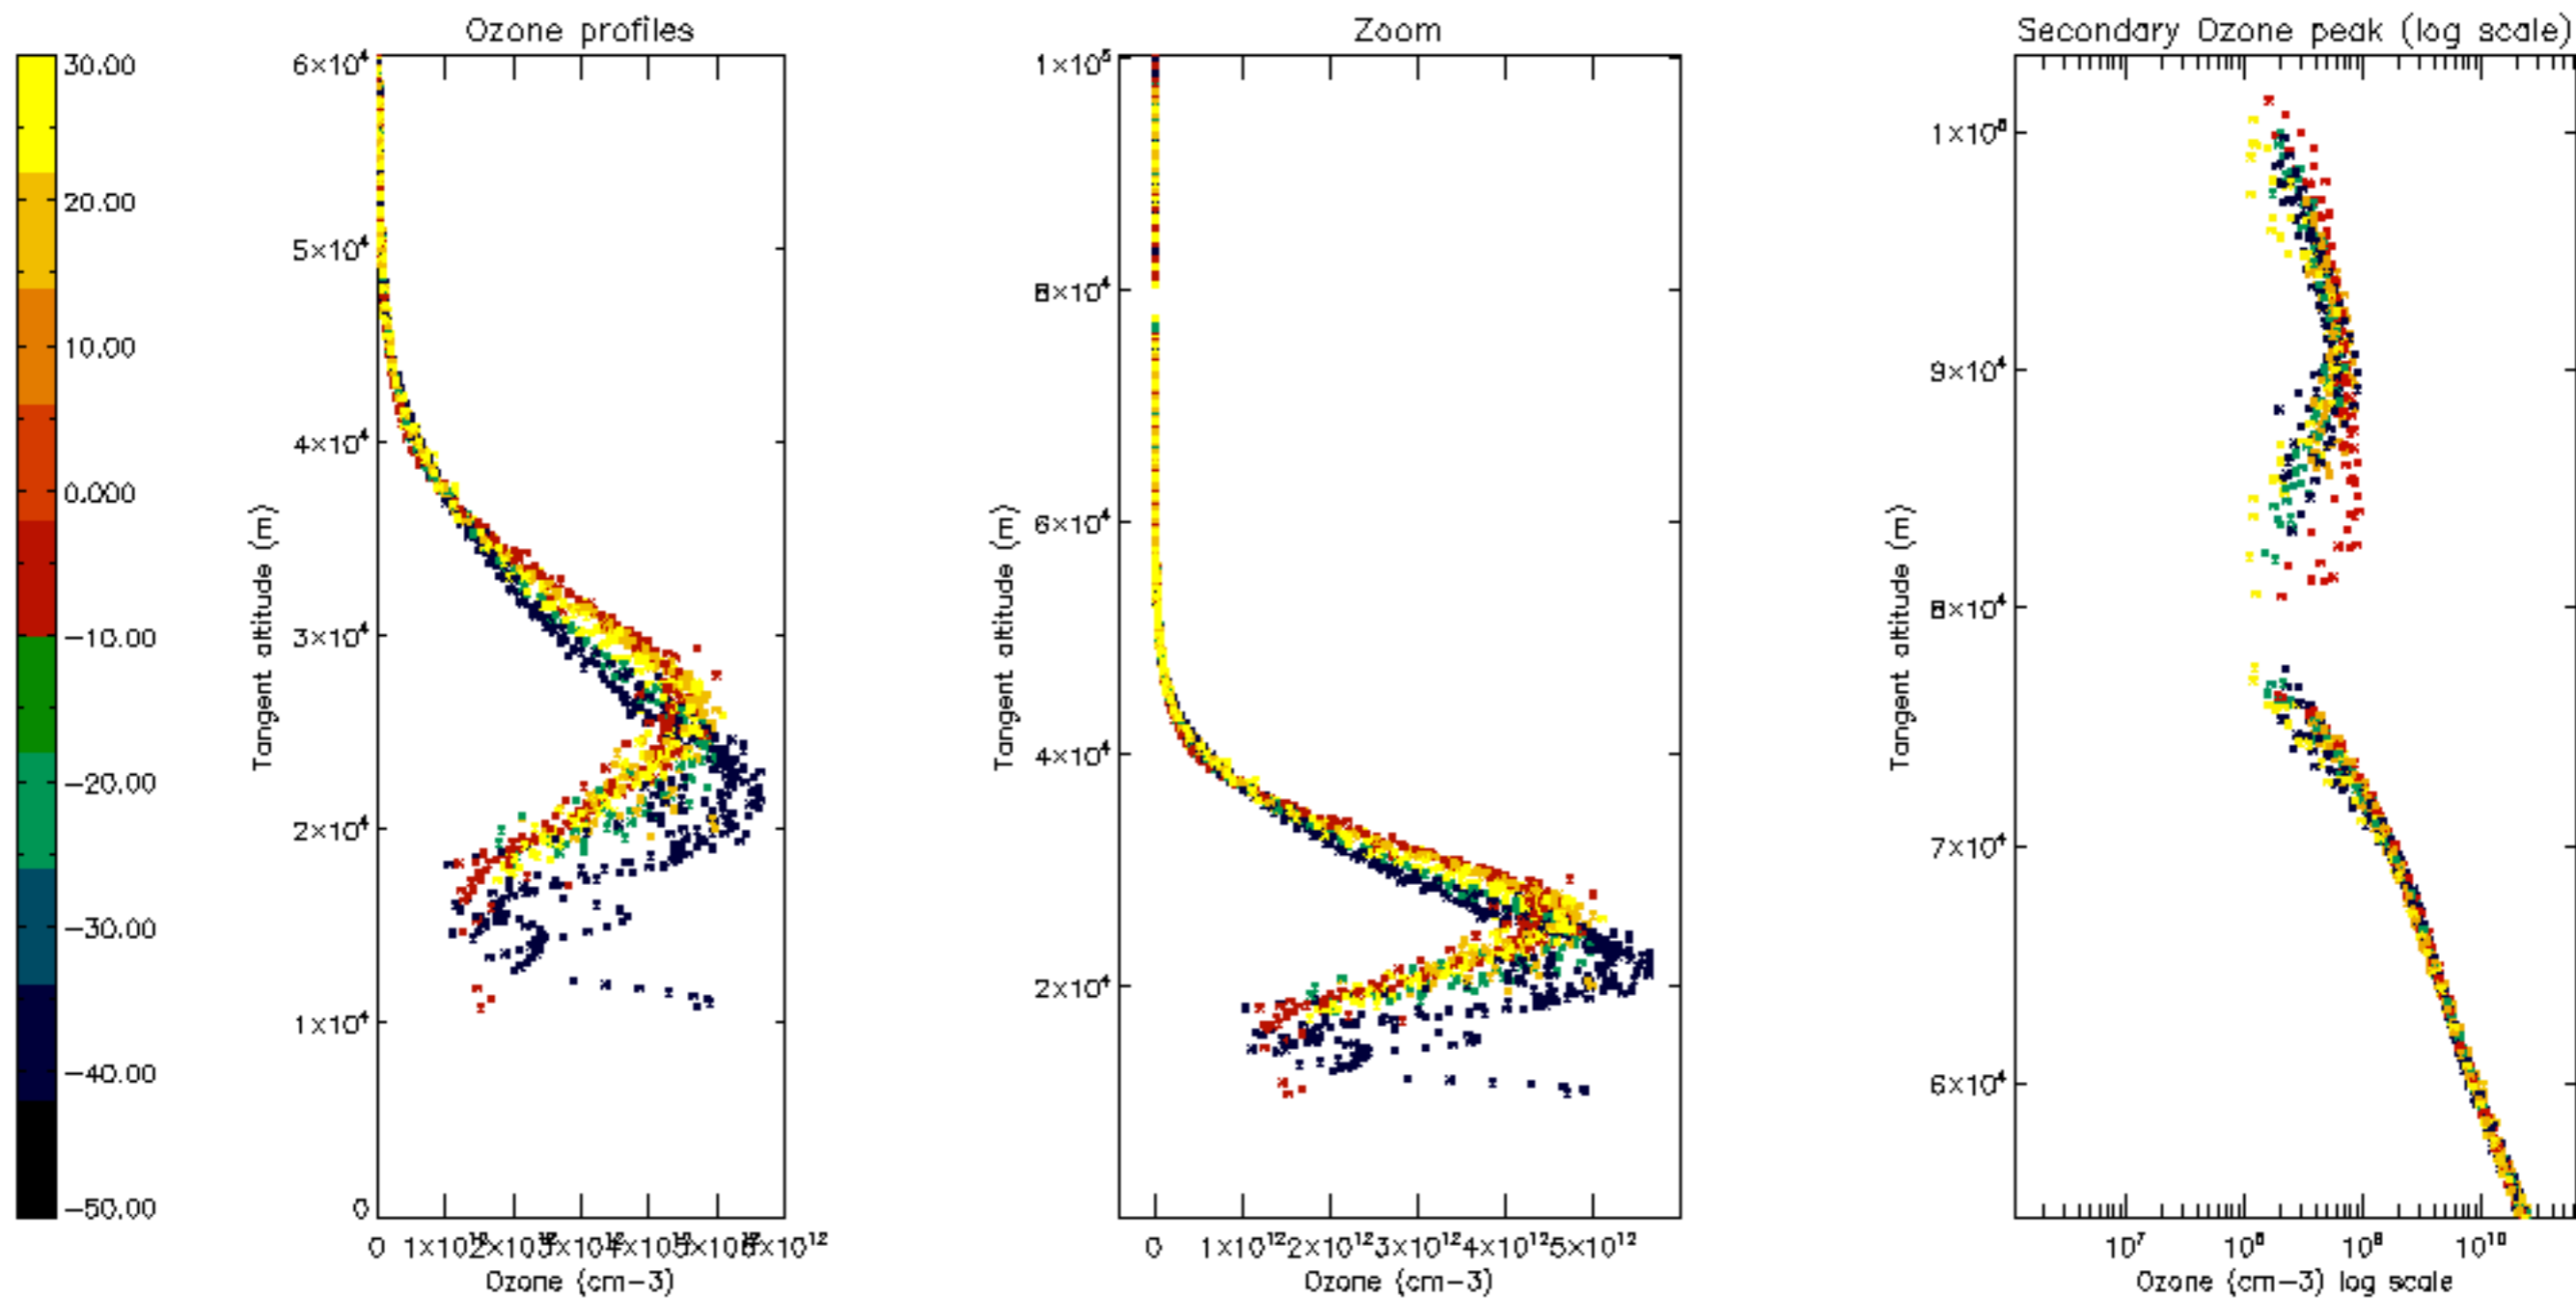 Ozone profiles
Zoom
Secondary Ozone peak (log scale)
30.00
20.00
10.00
0.000
−10.00
−20.00
−30.00
−40.00
−50.00
6×10⁴
5×10⁴
4×10⁴
3×10⁴
2×10⁴
1×10⁴
0
Tangent altitude (m)
0
Ozone (cm−3)
1×10⁵
8×10⁴
6×10⁴
4×10⁴
2×10⁴
Tangent altitude (m)
0 1×10¹² 2×10¹² 3×10¹² 4×10¹² 5×10¹²
Ozone (cm−3)
9×10⁴
8×10⁴
7×10⁴
6×10⁴
Tangent altitude (m)
10⁷ 10⁸ 10⁹ 10¹⁰
Ozone (cm−3) log scale